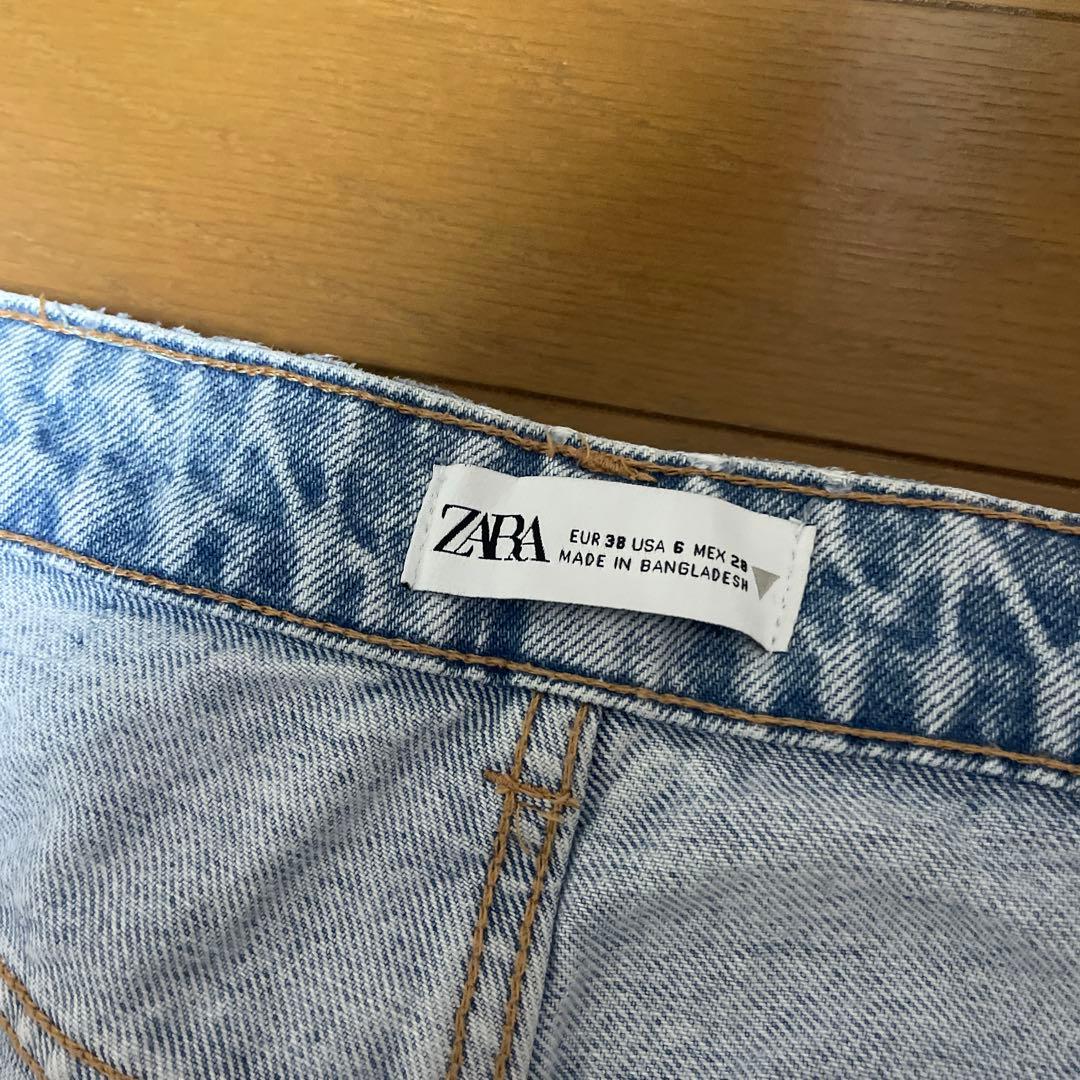 ZARA
EUR 38 USA 6 MEX 28
MADE IN BANGLADESH